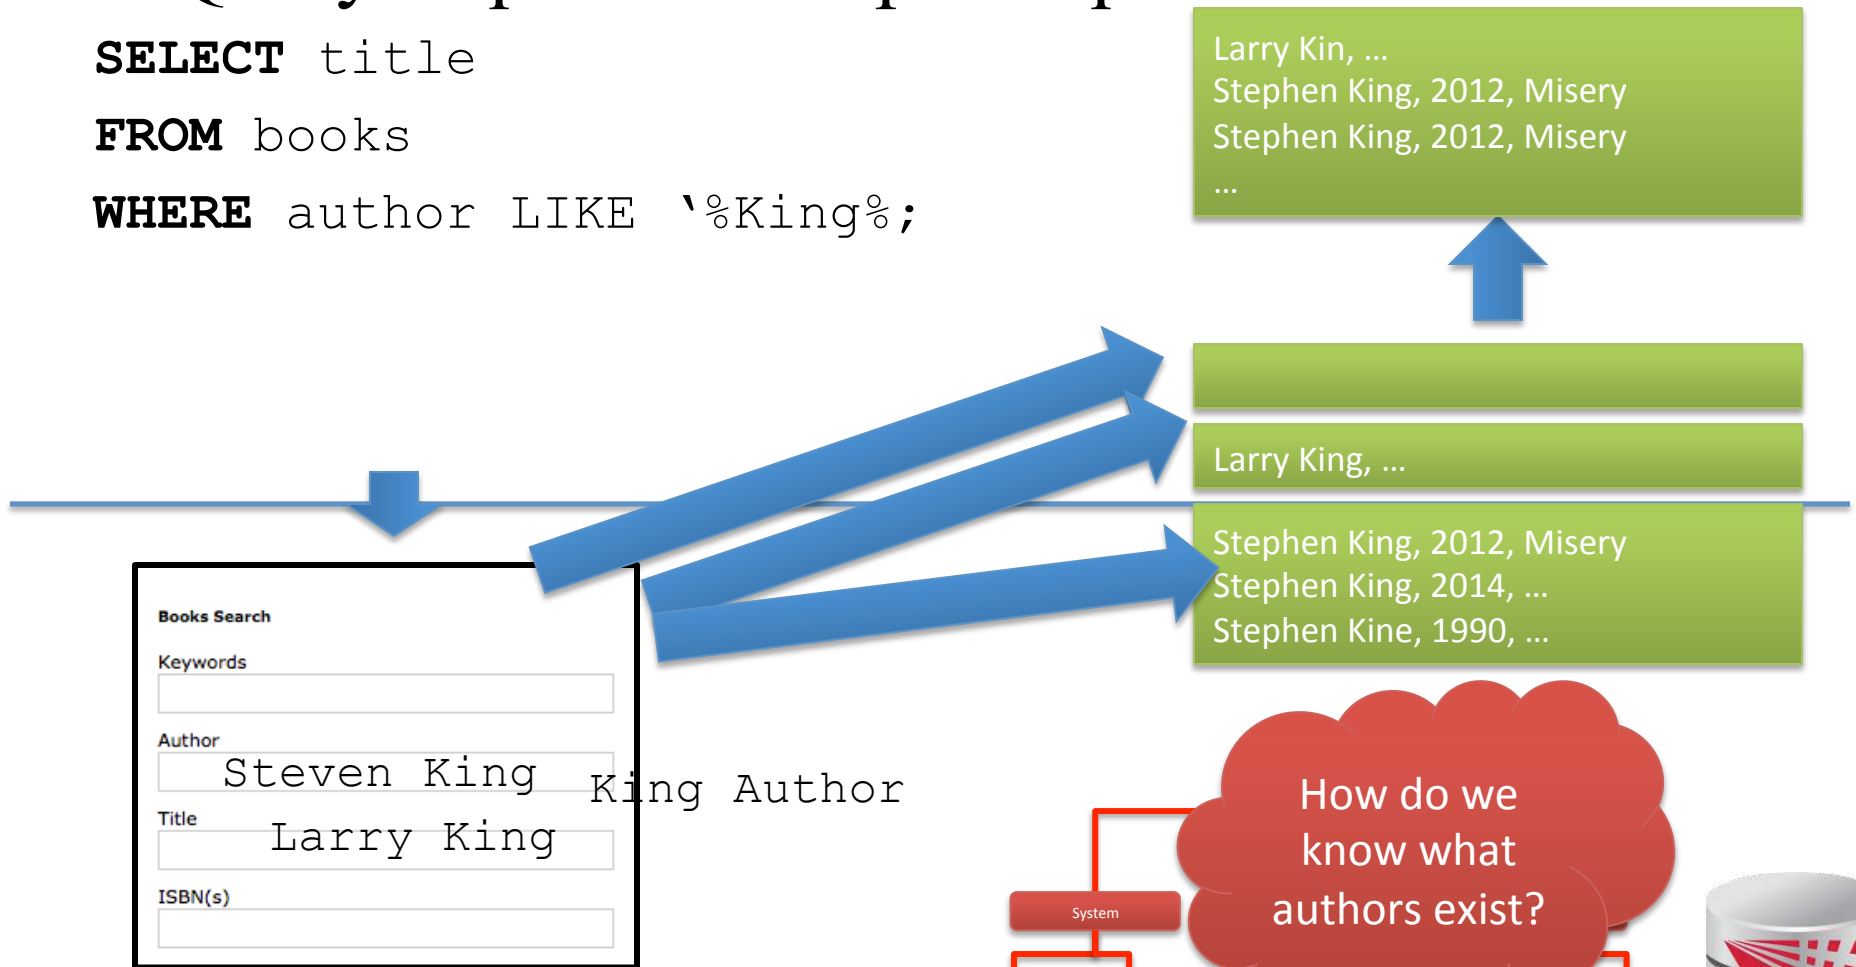 SELECT title
FROM books
WHERE author LIKE ‘%King%;
Larry Kin, …
Stephen King, 2012, Misery
Stephen King, 2012, Misery
…
Larry King, …
Stephen King, 2012, Misery
Stephen King, 2014, …
Stephen Kine, 1990, …
Books Search
Keywords
Author
Steven King
King Author
Title
Larry King
ISBN(s)
How do we
know what
authors exist?
System